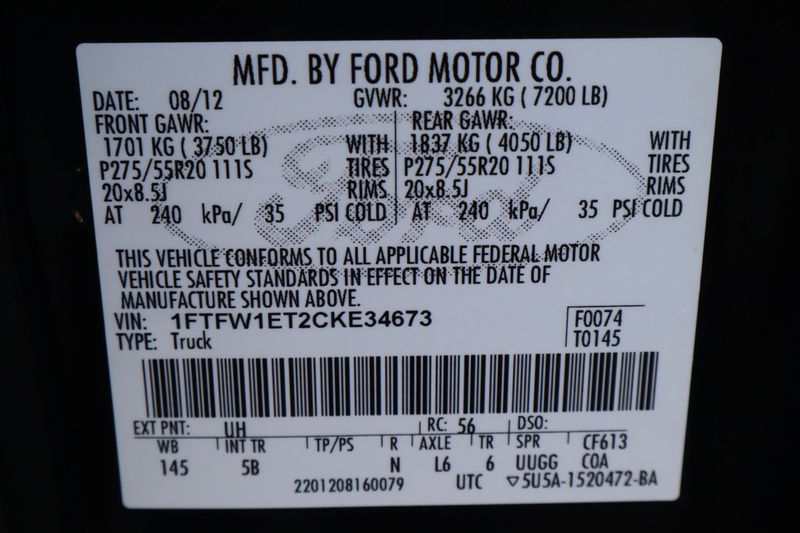 MFD. BY FORD MOTOR CO.
DATE: 08/12 GVWR: 3266 KG ( 7200 LB)
FRONT GAWR: REAR GAWR:
1701 KG ( 3750 LB) WITH 1837 KG ( 4050 LB) WITH
P275/55R20 111S TIRES P275/55R20 111S TIRES
20x8.5J RIMS 20x8.5J RIMS
AT 240 kPa/ 35 PSI COLD AT 240 kPa/ 35 PSI COLD
Ford
THIS VEHICLE CONFORMS TO ALL APPLICABLE FEDERAL MOTOR
VEHICLE SAFETY STANDARDS IN EFFECT ON THE DATE OF
MANUFACTURE SHOWN ABOVE.
VIN: 1FTFW1ET2CKE34673 F0074
TYPE: Truck T0145
EXT PNT: UH RC: 56 DSO:
WB INT TR TP/PS R AXLE TR SPR CF613
145 5B N L6 6 UUGG COA
2201208160079 UTC ▽5U5A-1520472-BA